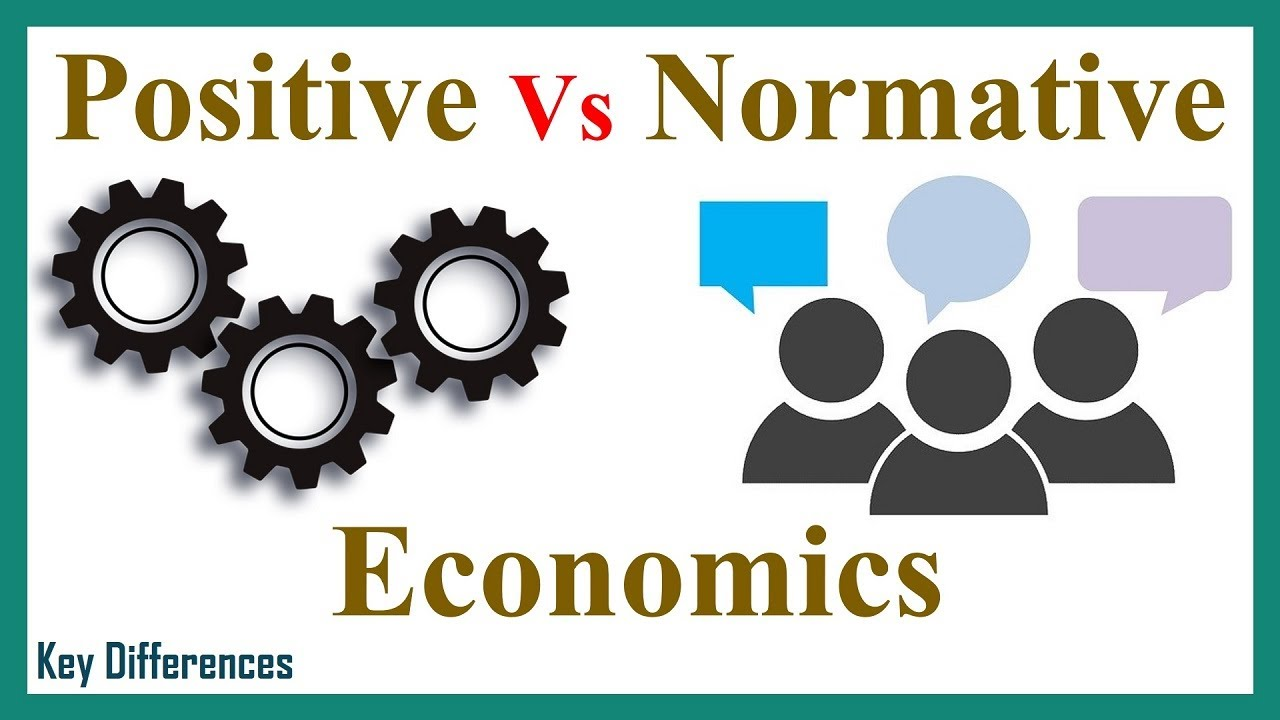 Positive Vs Normative
Economics
Key Differences